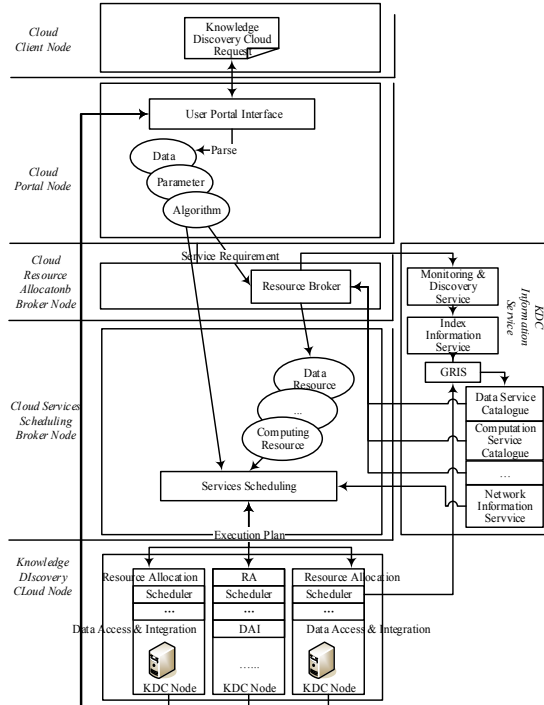 Cloud
Client Node
Knowledge
Discovery Cloud
Request
Cloud
Portal Node
User Portal Interface
Parse
Data
Parameter
Algorithm
Cloud
Resource
Allocatonb
Broker Node
Service Requirement
Resource Broker
KDC
Information
Service
Monitoring &
Discovery
Service
Index
Information
Service
GRIS
Data Service
Catalogue
Computation
Service
Catalogue
...
Network
Information
Servvice
Cloud Services
Scheduling
Broker Node
Data
Resource
...
Computing
Resource
Services Scheduling
Execution Plan
Knowledge
DIscovery
CLoud Node
Resource Allocation
Scheduler
...
Data Access & Integration
KDC Node
RA
Scheduler
...
DAI
......
KDC Node
Resource Allocation
Scheduler
...
Data Access & Integration
KDC Node